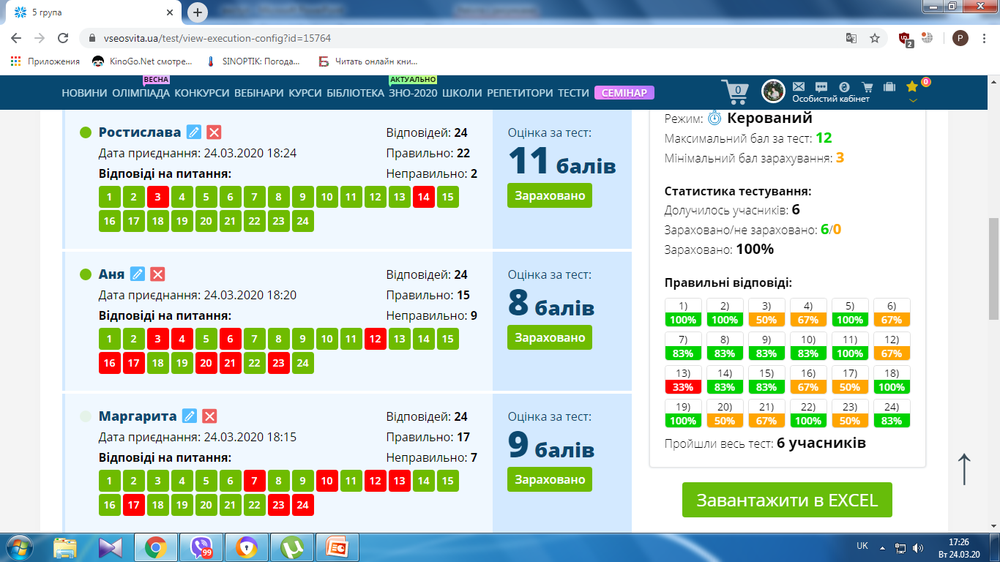 5 група
vseosvita.ua/test/view-execution-config?id=15764
2
P
Приложения
KinoGo.Net смотре...
SINOPTIK: Погода...
Читать онлайн кни...
ВЕСНА
АКТУАЛЬНО
НОВИНИ ОЛІМПІАДА КОНКУРСИ ВЕБІНАРИ КУРСИ БІБЛІОТЕКА ЗНО-2020 ШКОЛИ РЕПЕТИТОРИ ТЕСТИ СЕМІНАР
0
0
Особистий кабінет
Ростислава
Відповідей: 24
Дата приєднання: 24.03.2020 18:24
Правильно: 22
Відповіді на питання:
Неправильно: 2
1 2 3 4 5 6 7 8 9 10 11 12 13 14 15
16 17 18 19 20 21 22 23 24
Оцінка за тест:
11 балів
Зараховано
Аня
Відповідей: 24
Дата приєднання: 24.03.2020 18:20
Правильно: 15
Відповіді на питання:
Неправильно: 9
1 2 3 4 5 6 7 8 9 10 11 12 13 14 15
16 17 18 19 20 21 22 23 24
Оцінка за тест:
8 балів
Зараховано
Маргарита
Відповідей: 24
Дата приєднання: 24.03.2020 18:15
Правильно: 17
Відповіді на питання:
Неправильно: 7
1 2 3 4 5 6 7 8 9 10 11 12 13 14 15
16 17 18 19 20 21 22 23 24
Оцінка за тест:
9 балів
Зараховано
Режим: Керований
Максимальний бал за тест: 12
Мінімальний бал зарахування: 3
Статистика тестування:
Долучилось учасників: 6
Зараховано/не зараховано: 6/0
Зараховано: 100%
Правильні відповіді:
1) 2) 3) 4) 5) 6)
100% 100% 50% 67% 100% 67%
7) 8) 9) 10) 11) 12)
83% 83% 83% 83% 100% 67%
13) 14) 15) 16) 17) 18)
33% 83% 83% 67% 50% 100%
19) 20) 21) 22) 23) 24)
100% 50% 67% 100% 50% 83%
Пройшли весь тест: 6 учасників
Завантажити в EXCEL
99
UK
17:26
Вт 24.03.20